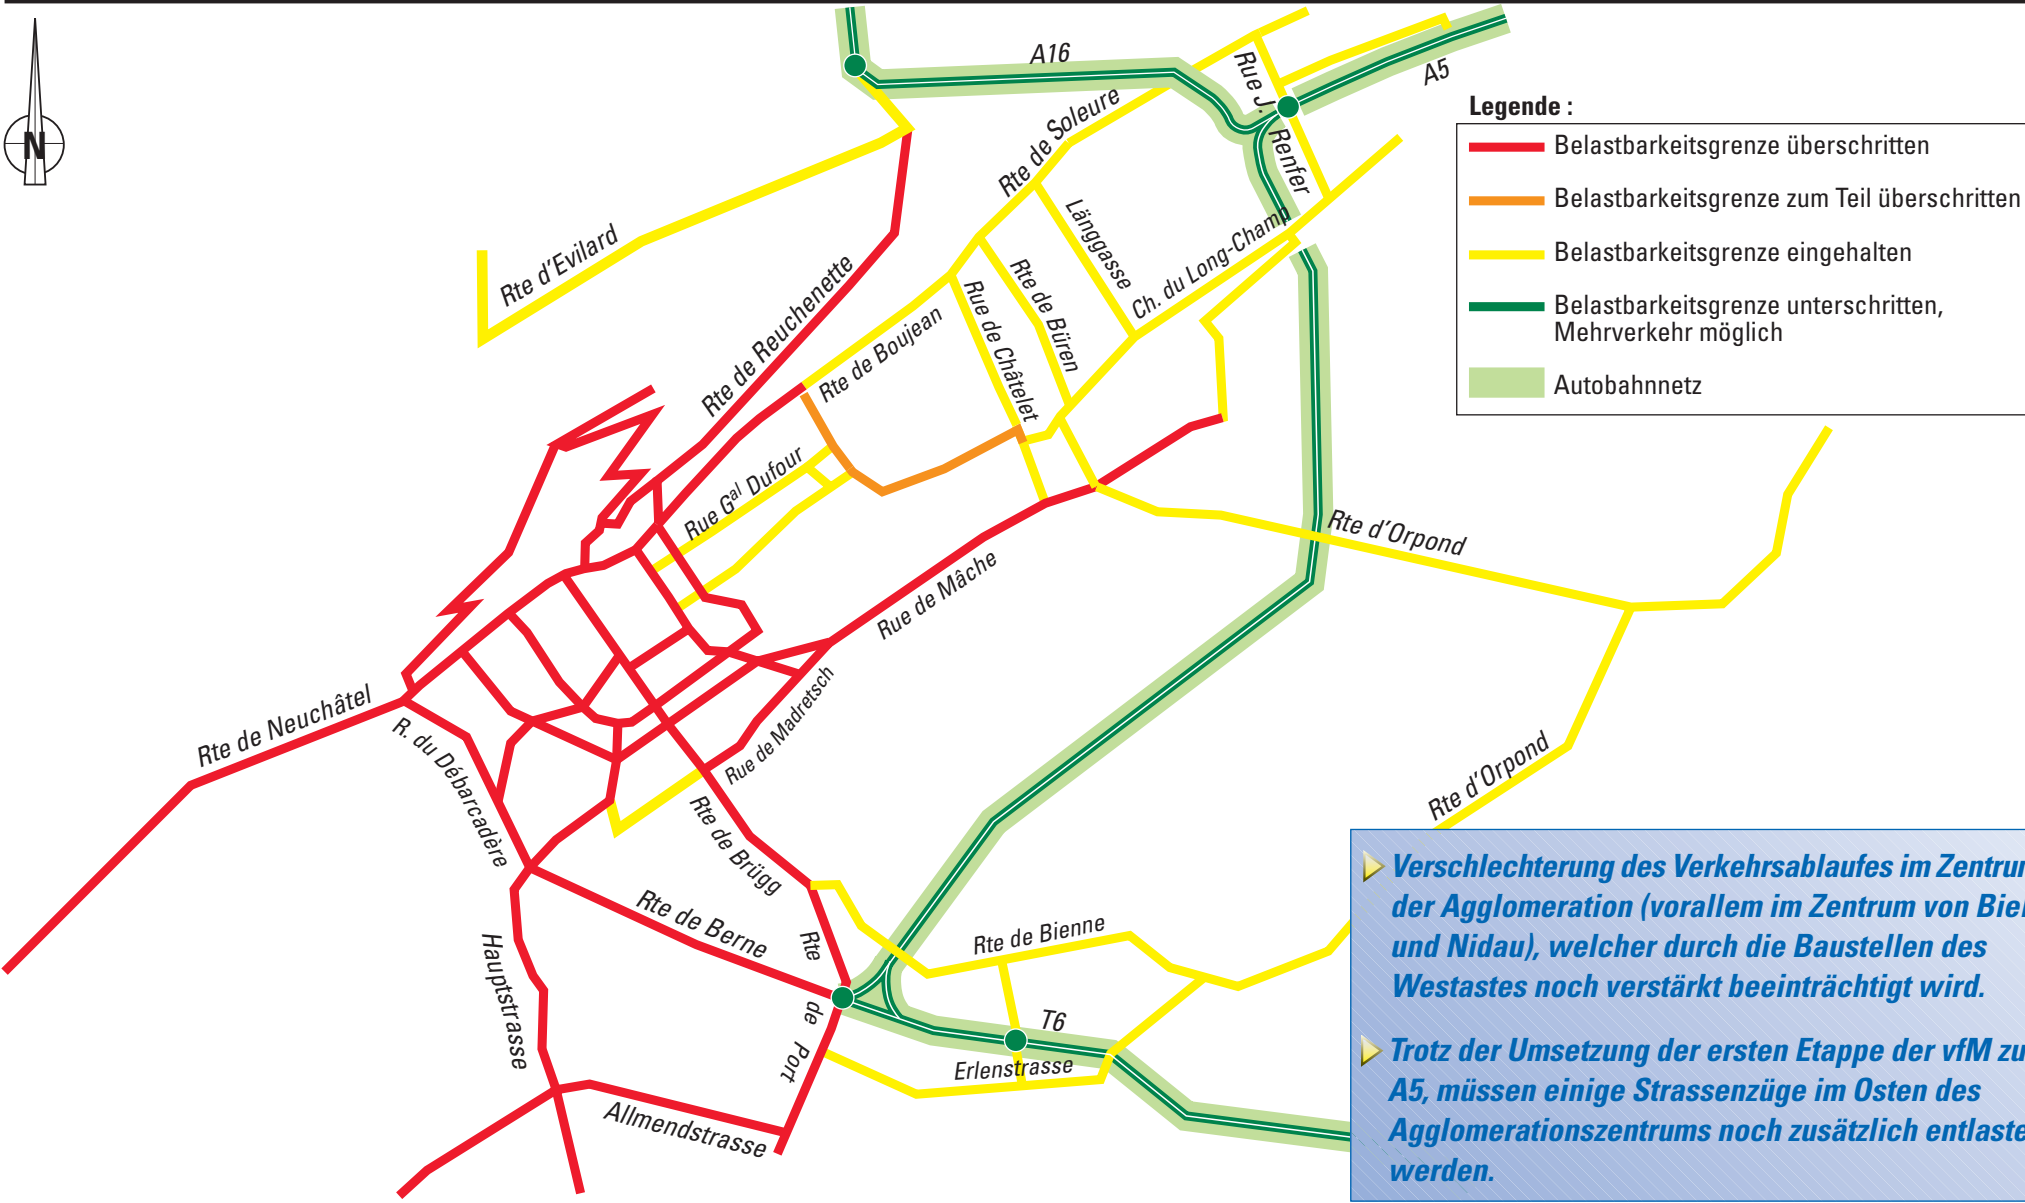 N
A16
A5
Rue J. Renfer
Rte de Soleure
Legende :
Belastbarkeitsgrenze überschritten
Belastbarkeitsgrenze zum Teil überschritten
Belastbarkeitsgrenze eingehalten
Belastbarkeitsgrenze unterschritten,
Mehrverkehr möglich
Autobahnnetz
Rte d'Evilard
Länggasse
Ch. du Long-Champ
Rte de Reuchenette
Rte de Boujean
Rue de Châtelet
Rte de Büren
Rue Gal Dufour
Rte d'Orpond
Rue de Mâche
Rte de Neuchâtel
R. du Débarcadère
Rue de Madretsch
Rte d'Orpond
Rte de Brügg
Rte de Berne
Rte de Port
Rte de Bienne
Hauptstrasse
T6
Erlenstrasse
Allmendstrasse
Verschlechterung des Verkehrsablaufes im Zentrum
der Agglomeration (vorallem im Zentrum von Biel
und Nidau), welcher durch die Baustellen des
Westastes noch verstärkt beeinträchtigt wird.
Trotz der Umsetzung der ersten Etappe der vfM zu
A5, müssen einige Strassenzüge im Osten des
Agglomerationszentrums noch zusätzlich entlaste
werden.